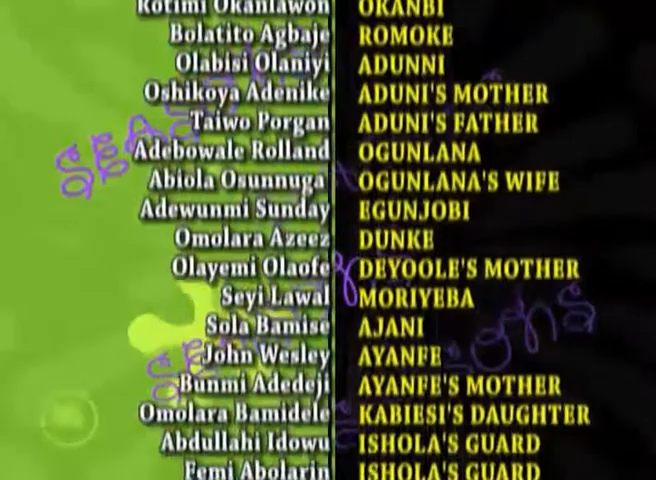 Rotimi Okanlawon OKANBI
Bolatito Agbaje ROMOKE
Olabisi Olaniyi ADUNNI
Oshikoya Adenike ADUNI'S MOTHER
Taiwo Porgan ADUNI'S FATHER
Adebowale Rolland OGUNLANA
Abiola Osunnuga OGUNLANA'S WIFE
Adewunmi Sunday EGUNJOBI
Omolara Azeez DUNKE
Olayemi Olaofe DEYOOLE'S MOTHER
Seyi Lawal MORIYEBA
Sola Bamise AJANI
John Wesley AYANFE
Bunmi Adedeji AYANFE'S MOTHER
Omolara Bamidele KABIESI'S DAUGHTER
Abdullahi Idowu ISHOLA'S GUARD
Femi Abolarin ISHOLA'S GUARD